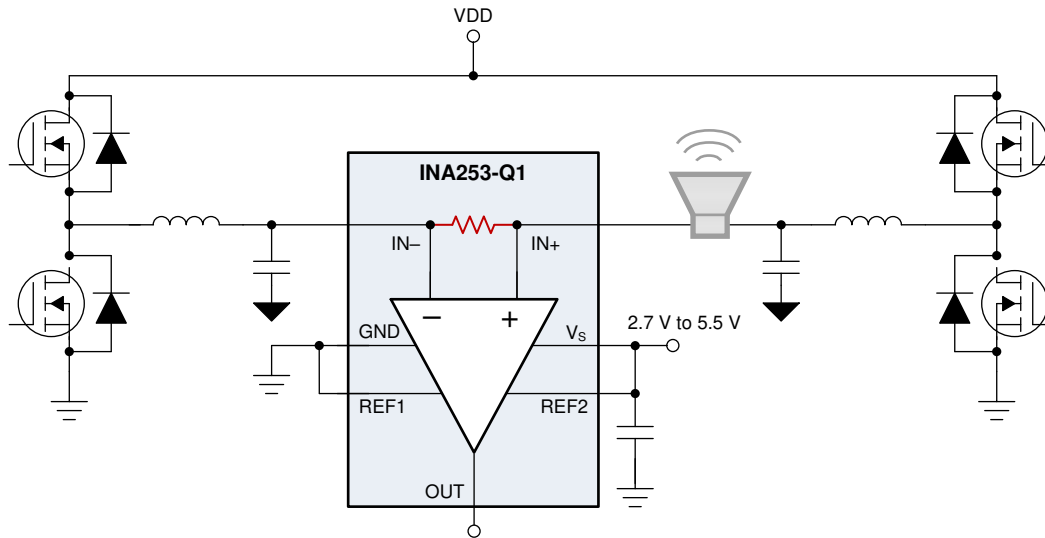 VDD
INA253-Q1
IN–
IN+
–
+
GND
VS
2.7 V to 5.5 V
REF1
REF2
OUT